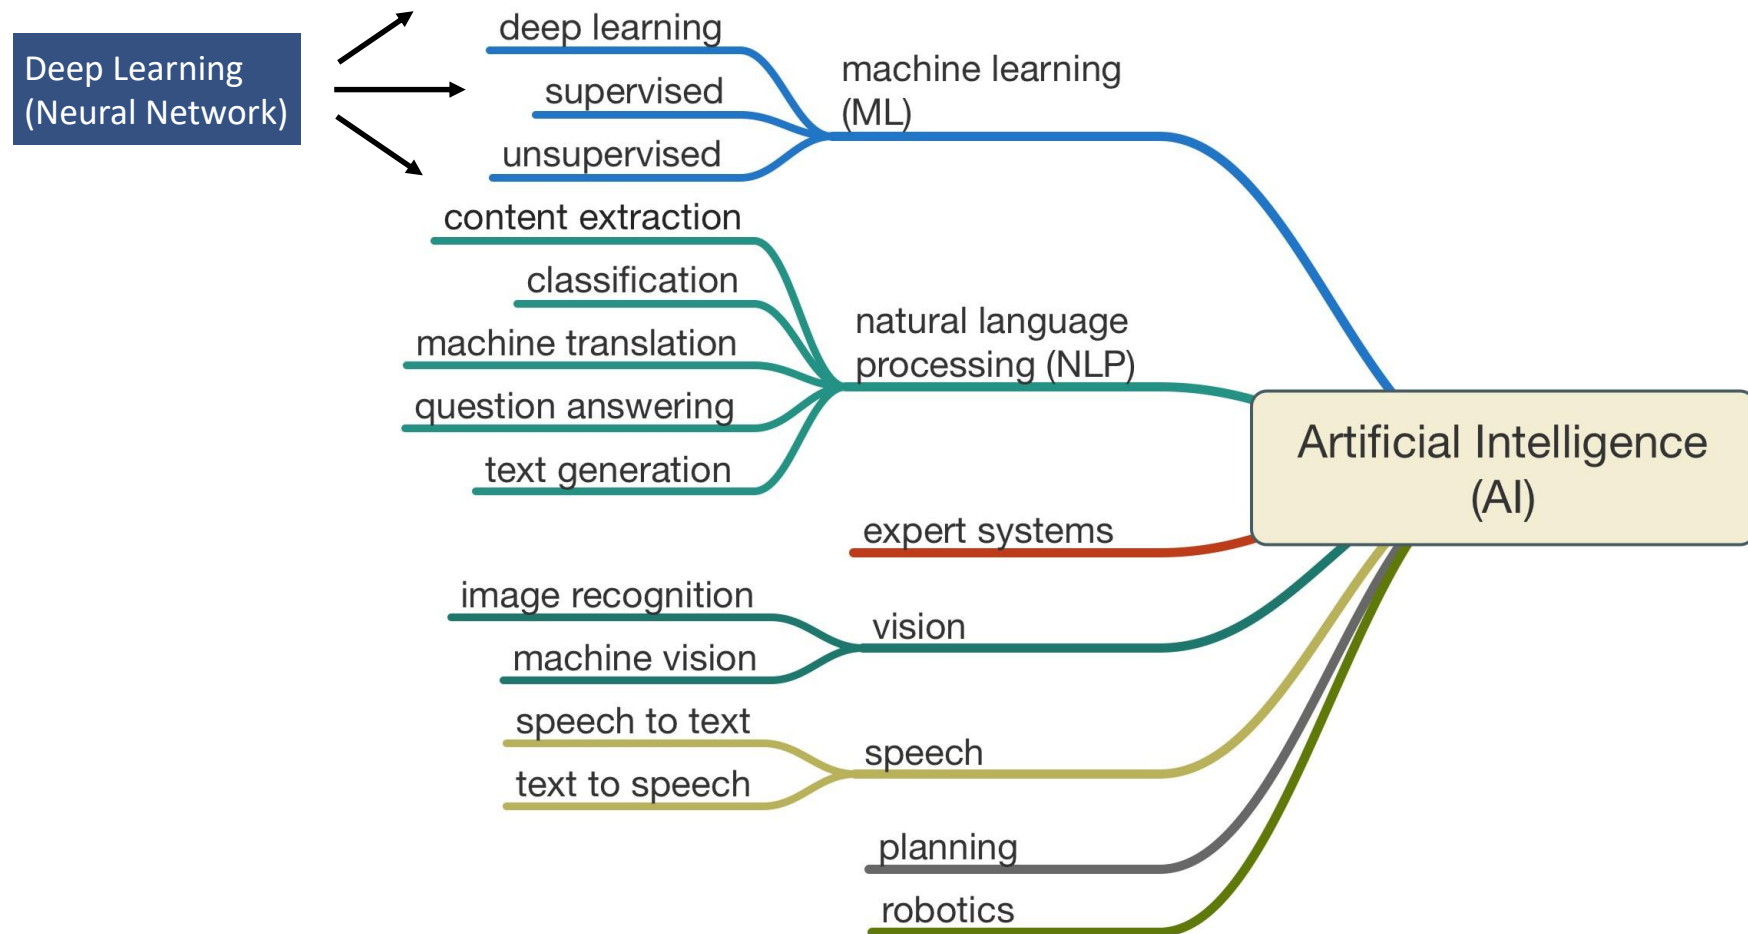 Deep Learning
(Neural Network)
deep learning
supervised
unsupervised
machine learning
(ML)
content extraction
classification
machine translation
question answering
text generation
natural language
processing (NLP)
expert systems
image recognition
machine vision
vision
speech to text
text to speech
speech
planning
robotics
Artificial Intelligence
(AI)